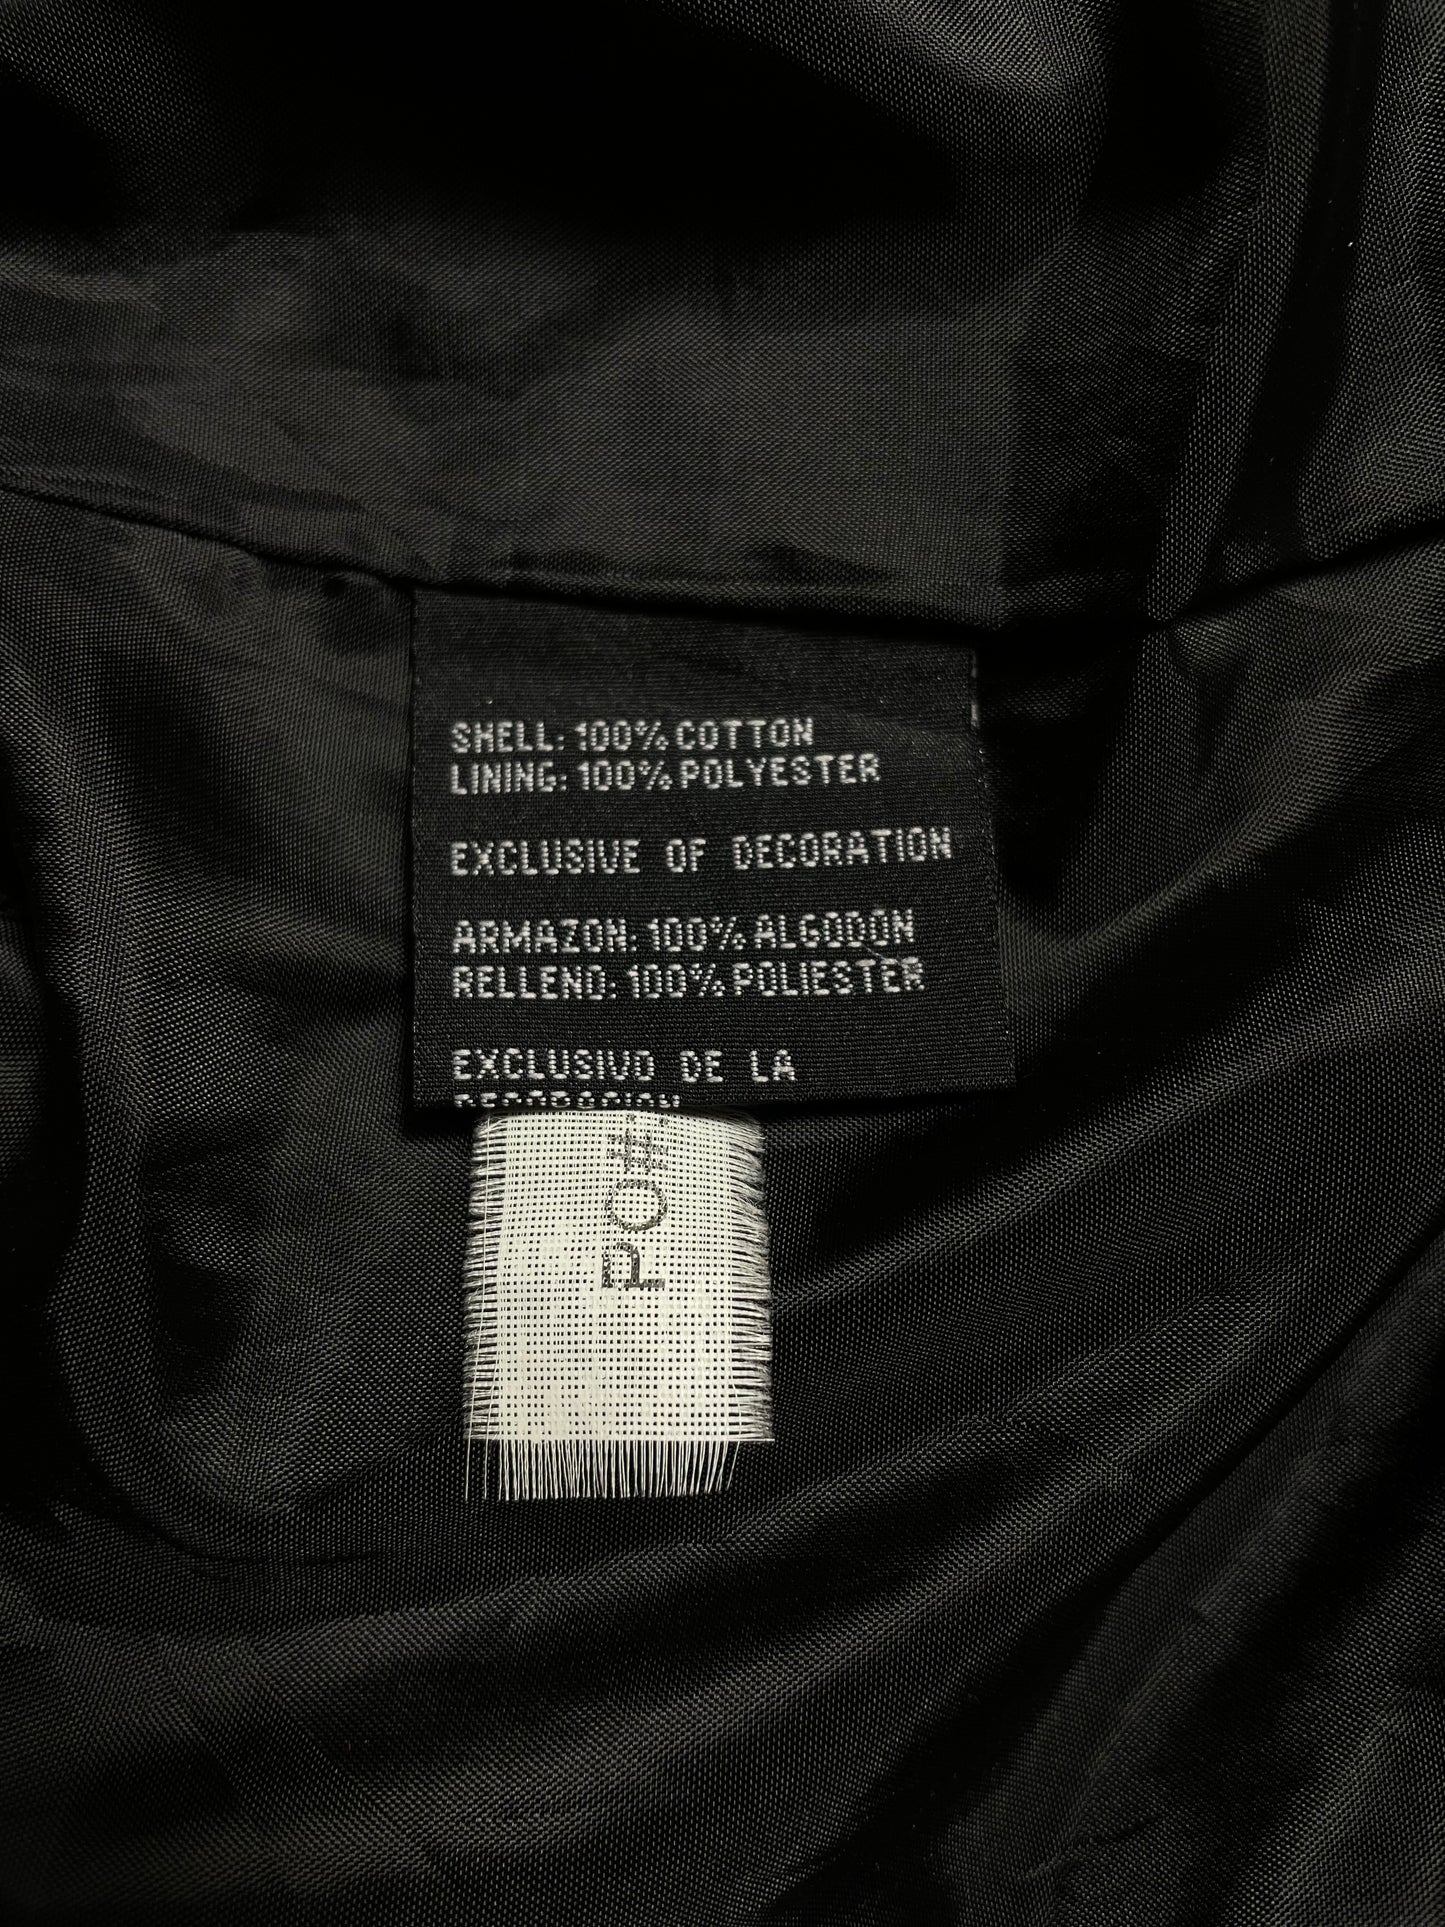 SHELL: 100% COTTON
LINING: 100% POLYESTER
EXCLUSIVE OF DECORATION
ARMAZON: 100% ALGODON
RELLENO: 100% POLIESTER
EXCLUSIVO DE LA
PO#: